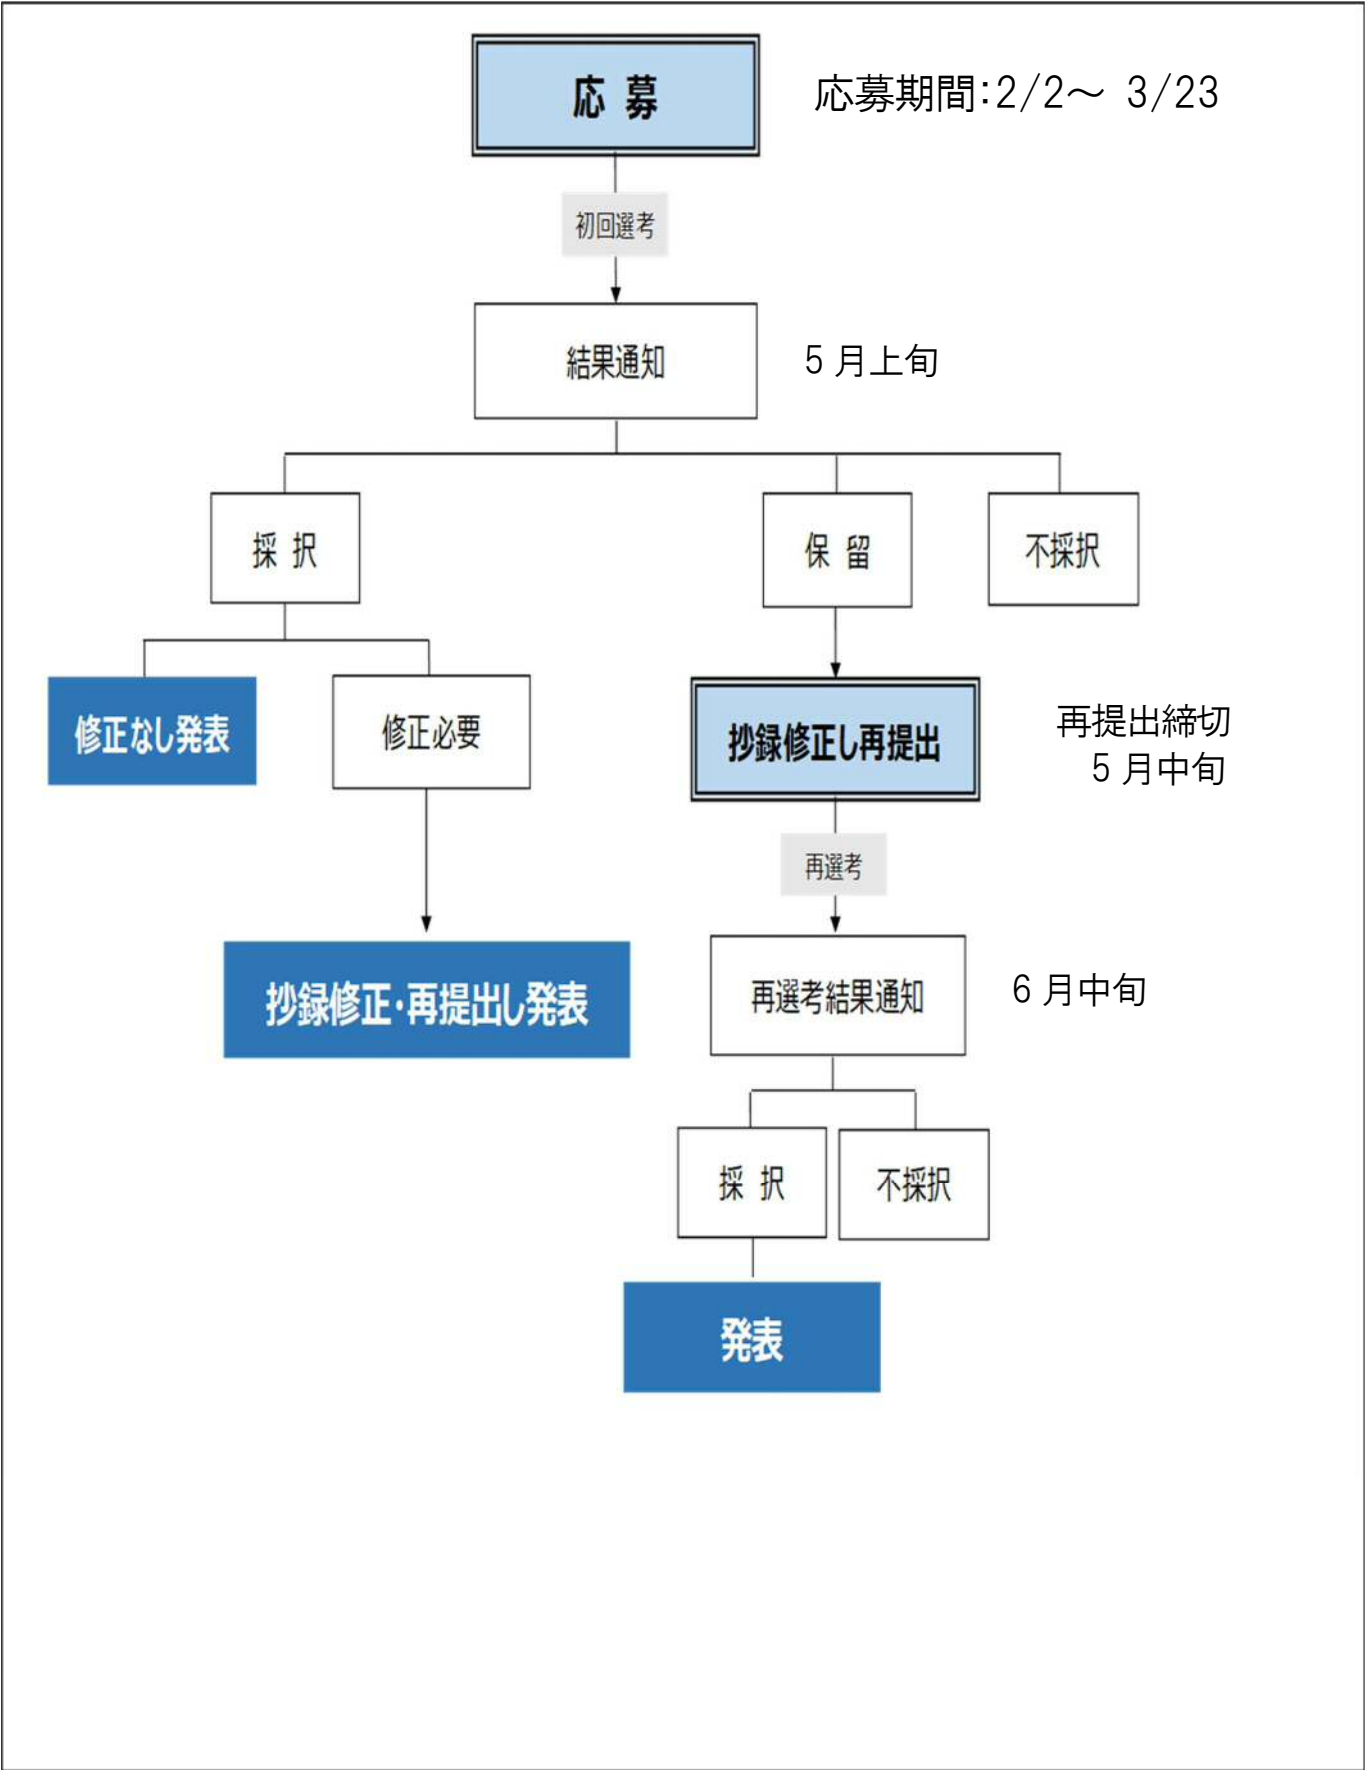 応 募
応募期間:2/2～ 3/23
初回選考
結果通知
5 月上旬
採 択
保 留
不採択
修正なし発表
修正必要
抄録修正し再提出
再提出締切
5 月中旬
再選考
抄録修正・再提出し発表
再選考結果通知
6 月中旬
採 択
不採択
発表